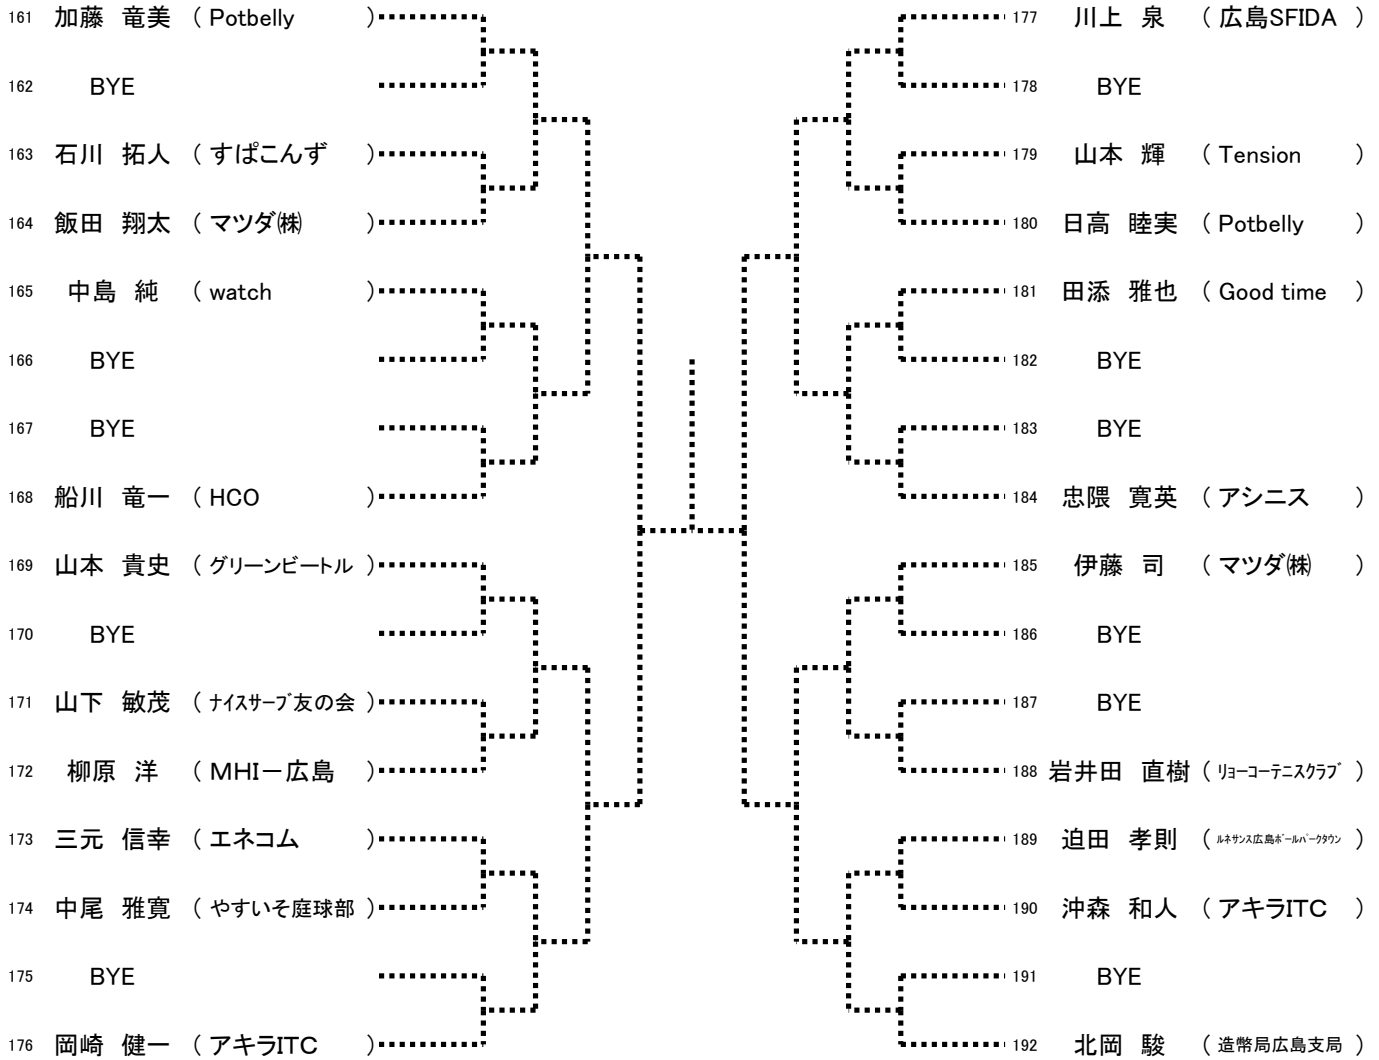 161 加藤 竜美 ( Potbelly )
162 BYE
163 石川 拓人 ( すぱこんず )
164 飯田 翔太 ( マツダ㈱ )
165 中島 純 ( watch )
166 BYE
167 BYE
168 船川 竜一 ( HCO )
169 山本 貴史 ( グリーンビートル )
170 BYE
171 山下 敏茂 ( ﾅｲｽｻｰﾌﾞ友の会 )
172 柳原 洋 ( MHIー広島 )
173 三元 信幸 ( エネコム )
174 中尾 雅寛 ( やすいそ庭球部 )
175 BYE
176 岡崎 健一 ( アキラITC )
177 川上 泉 ( 広島SFIDA )
178 BYE
179 山本 輝 ( Tension )
180 日高 睦実 ( Potbelly )
181 田添 雅也 ( Good time )
182 BYE
183 BYE
184 忠隈 寛英 ( アシニス )
185 伊藤 司 ( マツダ㈱ )
186 BYE
187 BYE
188 岩井田 直樹 ( ﾘｮｰｺｰﾃﾆｽｸﾗﾌﾞ )
189 迫田 孝則 ( ﾙﾈｻﾝｽ広島ﾎﾞｰﾙﾊﾟｰｸﾀｳﾝ )
190 沖森 和人 ( アキラITC )
191 BYE
192 北岡 駿 ( 造幣局広島支局 )